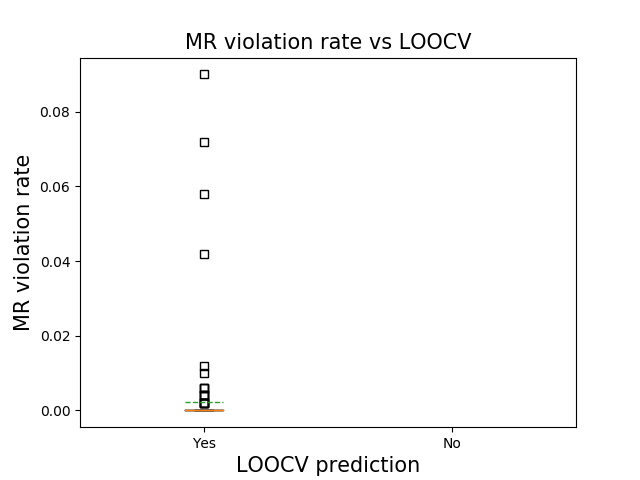 MR violation rate vs LOOCV
MR violation rate
0.08
0.06
0.04
0.02
0.00
Yes
No
LOOCV prediction